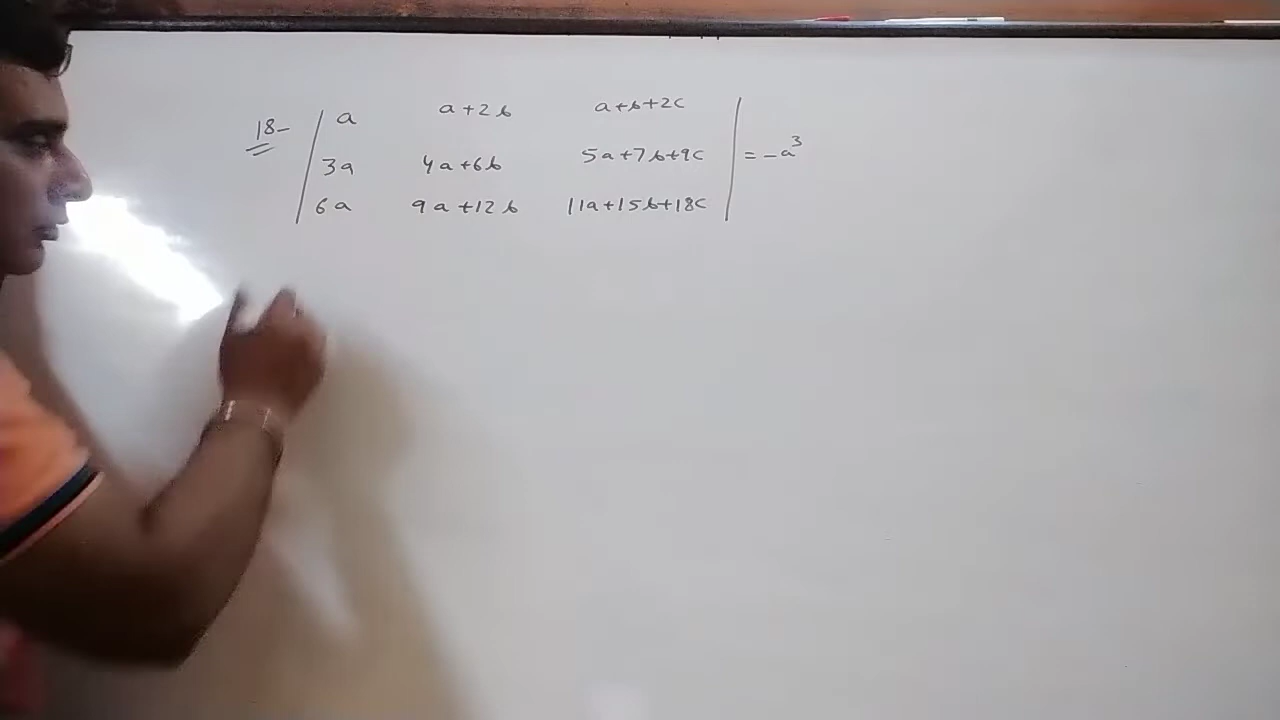 18- | a a+2b a+b+2c |
| 3a 4a+6b 5a+7b+9c | = -a³
| 6a 9a+12b 11a+15b+18c |